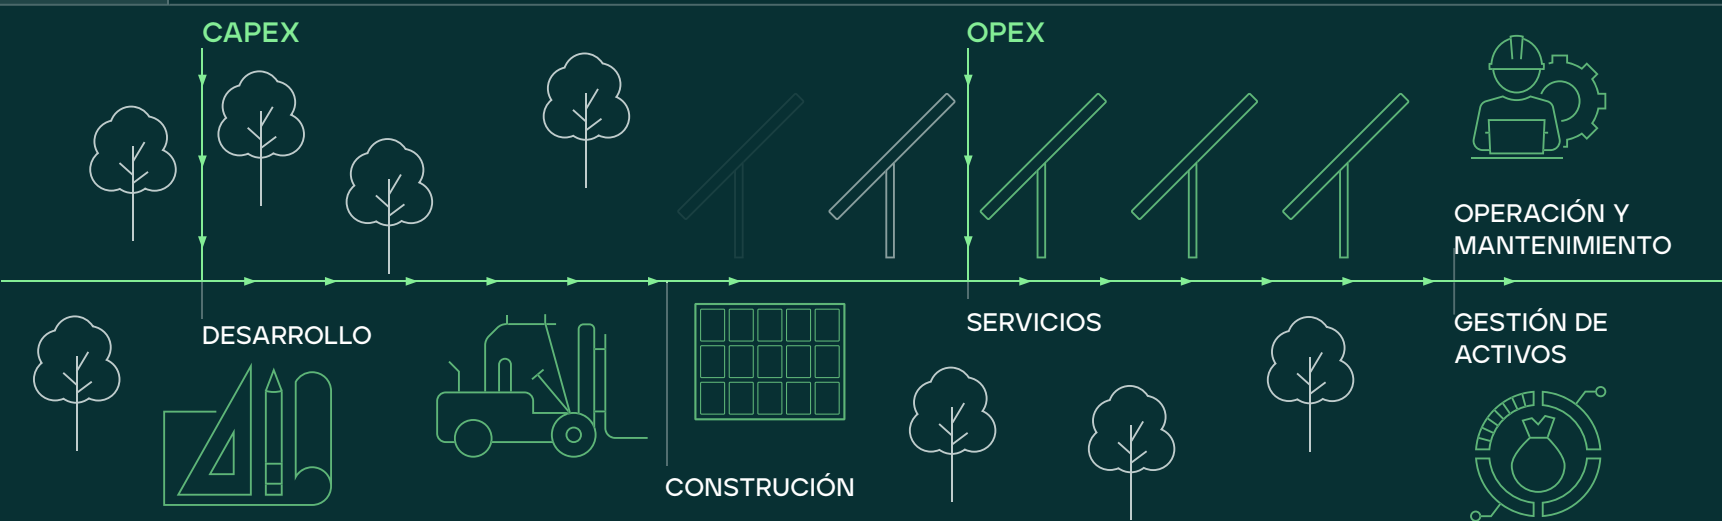 CAPEX
OPEX
OPERACIÓN Y
MANTENIMIENTO
DESARROLLO
SERVICIOS
GESTIÓN DE
ACTIVOS
CONSTRUCIÓN